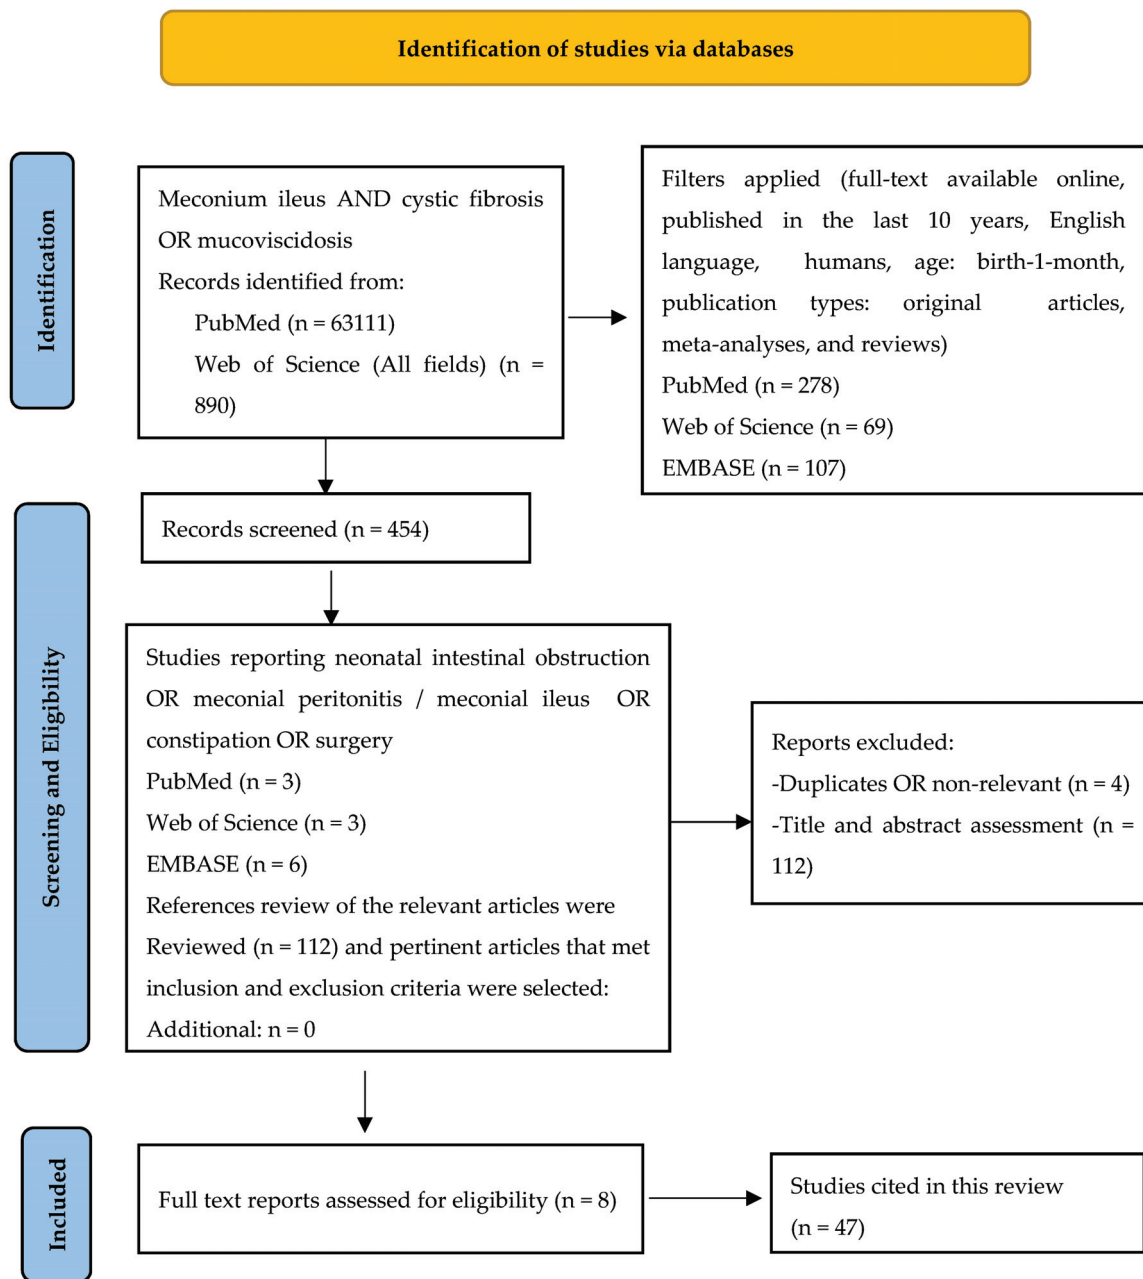 Identification of studies via databases
Identification
Meconium ileus AND cystic fibrosis
OR mucoviscidosis
Records identified from:
PubMed (n = 63111)
Web of Science (All fields) (n =
890)
Filters applied (full-text available online,
published in the last 10 years, English
language, humans, age: birth-1-month,
publication types: original articles,
meta-analyses, and reviews)
PubMed (n = 278)
Web of Science (n = 69)
EMBASE (n = 107)
Screening and Eligibility
Records screened (n = 454)
Studies reporting neonatal intestinal obstruction
OR meconial peritonitis / meconial ileus OR
constipation OR surgery
PubMed (n = 3)
Web of Science (n = 3)
EMBASE (n = 6)
References review of the relevant articles were
Reviewed (n = 112) and pertinent articles that met
inclusion and exclusion criteria were selected:
Additional: n = 0
Reports excluded:
-Duplicates OR non-relevant (n = 4)
-Title and abstract assessment (n =
112)
Included
Full text reports assessed for eligibility (n = 8)
Studies cited in this review
(n = 47)